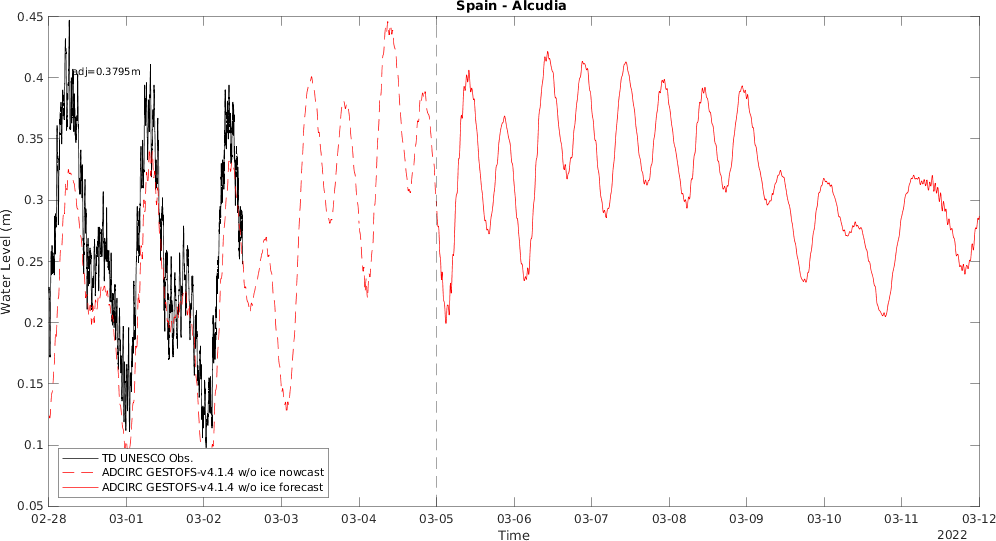 Spain - Alcudia
0.45
adj=0.3795m
0.4
0.35
0.3
0.25
0.2
0.15
0.1
0.05
Water Level (m)
TD UNESCO Obs.
ADCIRC GESTOFS-v4.1.4 w/o ice nowcast
ADCIRC GESTOFS-v4.1.4 w/o ice forecast
02-28 03-01 03-02 03-03 03-04 03-05 03-06 03-07 03-08 03-09 03-10 03-11 03-12
Time
2022